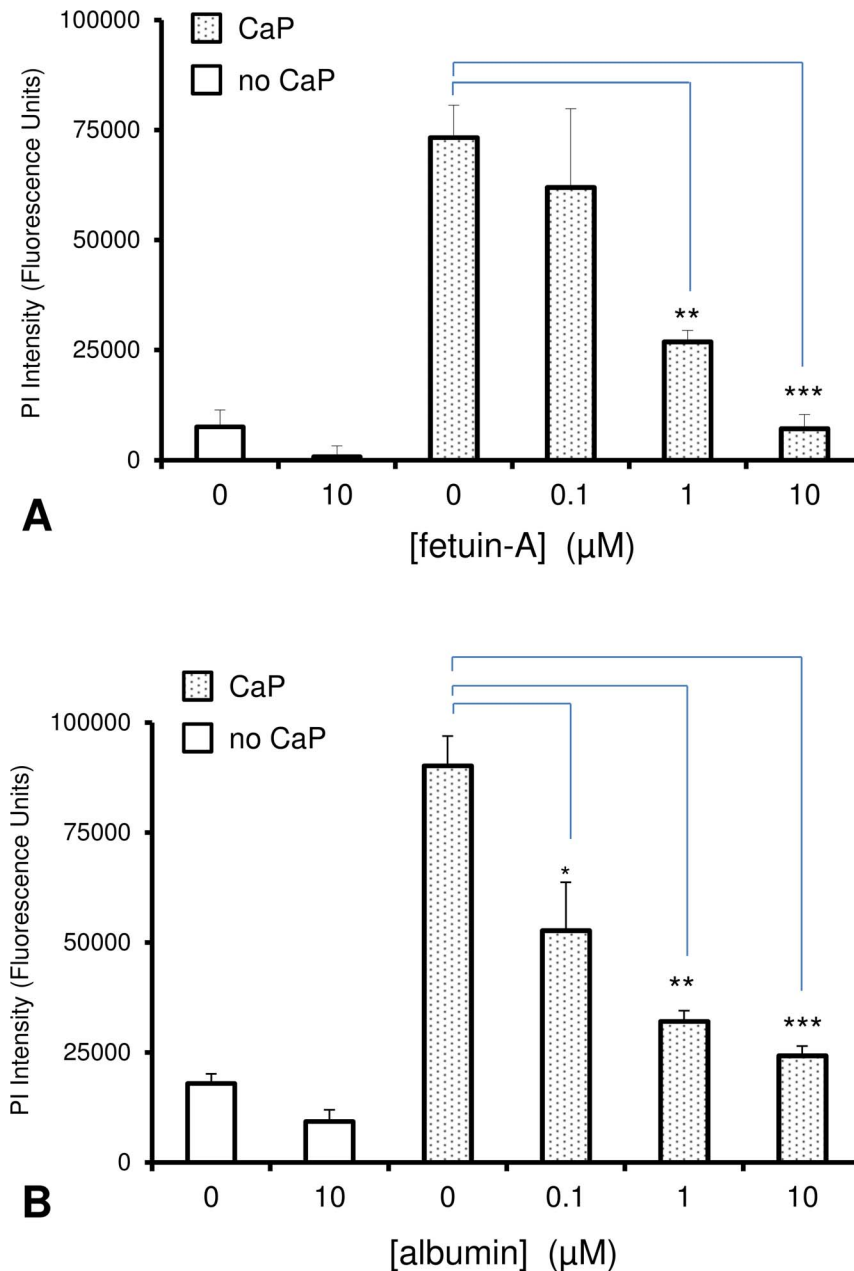 100000
CaP
no CaP
75000
50000
25000
0
PI Intensity (Fluorescence Units)
**
***
0 10 0 0.1 1 10
A
[fetuin-A] (µM)
CaP
no CaP
100000
75000
50000
25000
0
PI Intensity (Fluorescence Units)
*
**
***
0 10 0 0.1 1 10
B
[albumin] (µM)